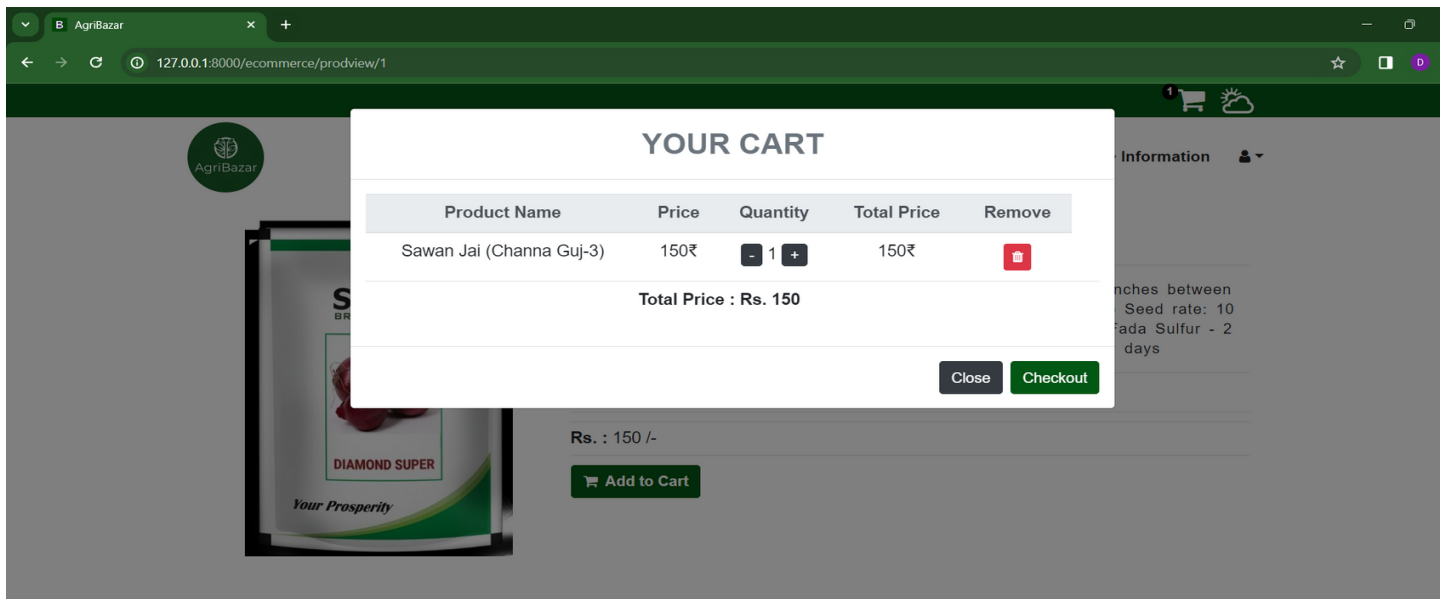 B AgriBazar
127.0.0.1:8000/ecommerce/prodview/1
D
1
AgriBazar
Information
YOUR CART
Product Name Price Quantity Total Price Remove
Sawan Jai (Channa Guj-3) 150₹ - 1 + 150₹
Total Price : Rs. 150
between
Seed rate: 10
Sulfur - 2
days
Close Checkout
Rs. : 150 /-
Add to Cart
DIAMOND SUPER
Your Prosperity